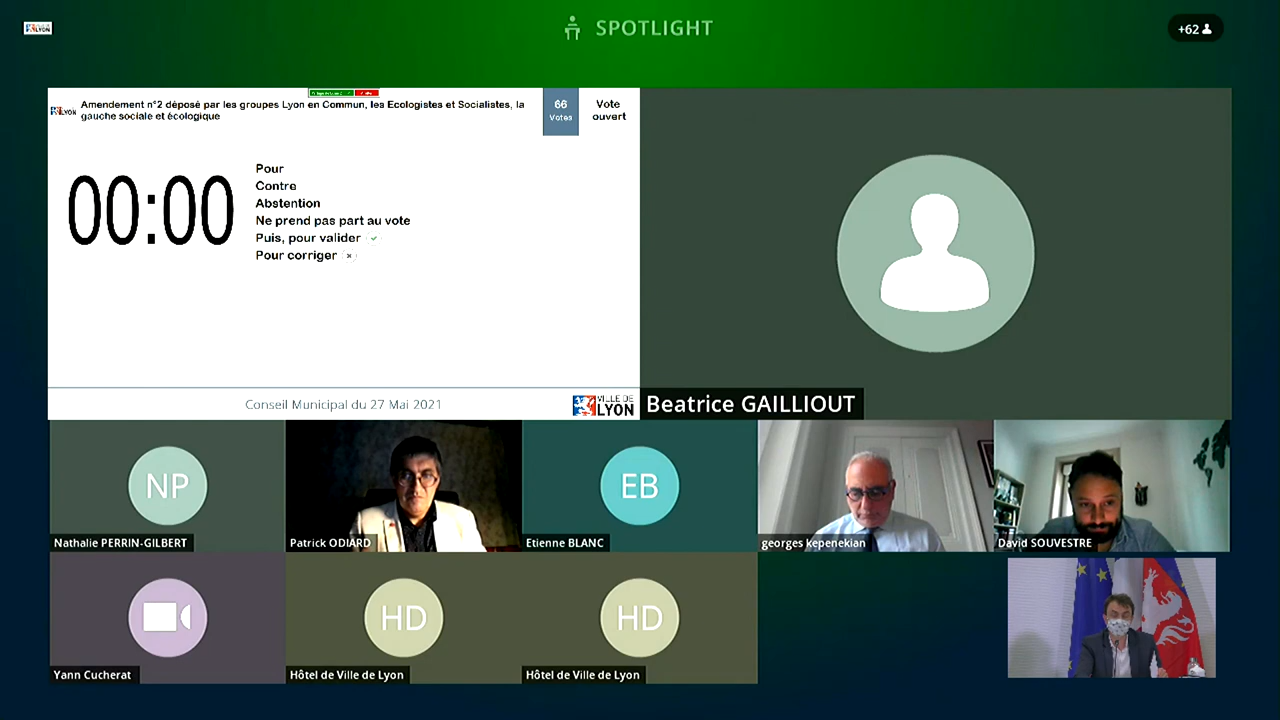 LYON
SPOTLIGHT
+62
LYON
Amendement n°2 déposé par les groupes Lyon en Commun, les Ecologistes et Socialistes, la
gauche sociale et écologique
66
Votes
Vote
ouvert
00:00
Pour
Contre
Abstention
Ne prend pas part au vote
Puis, pour valider
Pour corriger
Conseil Municipal du 27 Mai 2021
VILLE DE
LYON
Beatrice GAILLIOUT
NP
Nathalie PERRIN-GILBERT
Patrick ODIARD
EB
Etienne BLANC
georges kepenekian
David SOUVESTRE
Yann Cucherat
HD
Hôtel de Ville de Lyon
HD
Hôtel de Ville de Lyon